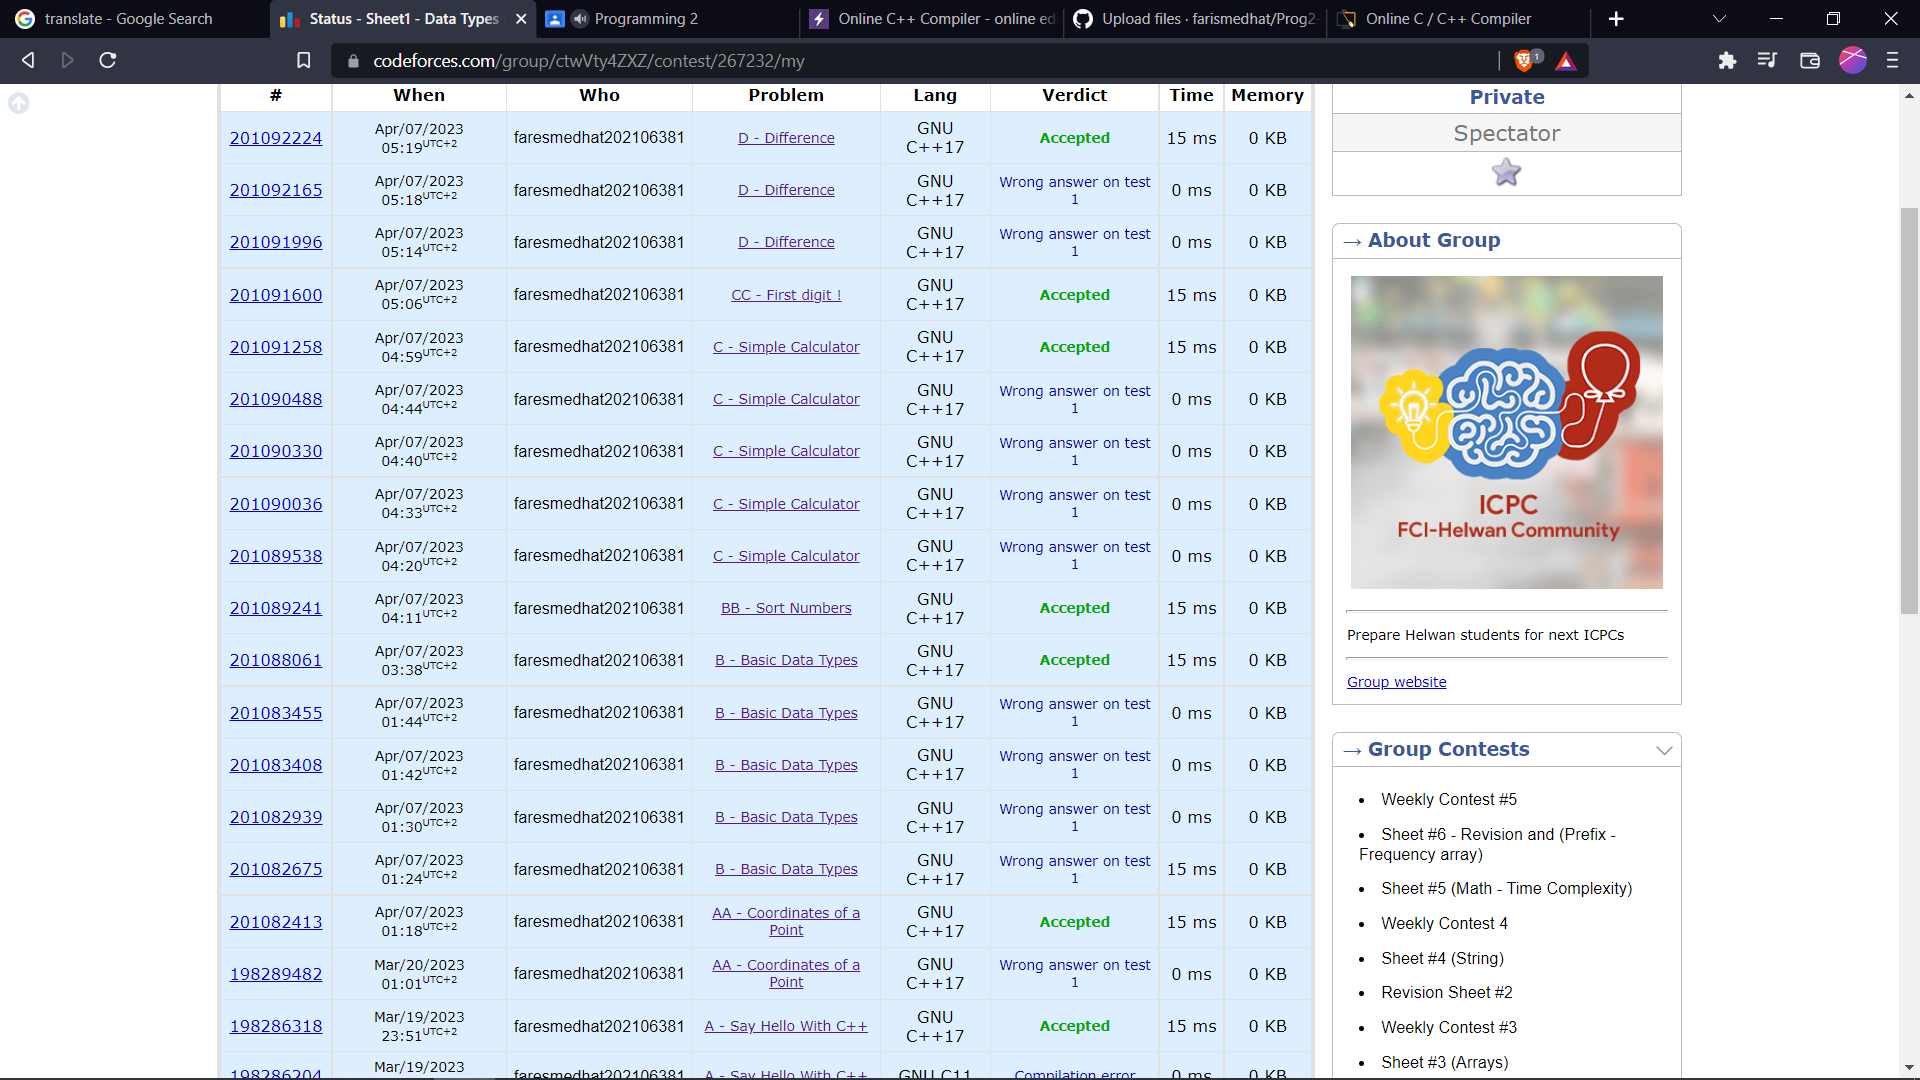 translate - Google Search
Status - Sheet1 - Data Types
Programming 2
Online C++ Compiler - online ed
Upload files · farismedhat/Prog2-
Online C / C++ Compiler
codeforces.com/group/ctwVty4ZXZ/contest/267232/my
1
# When Who Problem Lang Verdict Time Memory
201092224 Apr/07/2023 05:19 UTC+2 faresmedhat202106381 D - Difference GNU C++17 Accepted 15 ms 0 KB
201092165 Apr/07/2023 05:18 UTC+2 faresmedhat202106381 D - Difference GNU C++17 Wrong answer on test 1 0 ms 0 KB
201091996 Apr/07/2023 05:14 UTC+2 faresmedhat202106381 D - Difference GNU C++17 Wrong answer on test 1 0 ms 0 KB
201091600 Apr/07/2023 05:06 UTC+2 faresmedhat202106381 CC - First digit ! GNU C++17 Accepted 15 ms 0 KB
201091258 Apr/07/2023 04:59 UTC+2 faresmedhat202106381 C - Simple Calculator GNU C++17 Accepted 15 ms 0 KB
201090488 Apr/07/2023 04:44 UTC+2 faresmedhat202106381 C - Simple Calculator GNU C++17 Wrong answer on test 1 0 ms 0 KB
201090330 Apr/07/2023 04:40 UTC+2 faresmedhat202106381 C - Simple Calculator GNU C++17 Wrong answer on test 1 0 ms 0 KB
201090036 Apr/07/2023 04:33 UTC+2 faresmedhat202106381 C - Simple Calculator GNU C++17 Wrong answer on test 1 0 ms 0 KB
201089538 Apr/07/2023 04:20 UTC+2 faresmedhat202106381 C - Simple Calculator GNU C++17 Wrong answer on test 1 0 ms 0 KB
201089241 Apr/07/2023 04:11 UTC+2 faresmedhat202106381 BB - Sort Numbers GNU C++17 Accepted 15 ms 0 KB
201088061 Apr/07/2023 03:38 UTC+2 faresmedhat202106381 B - Basic Data Types GNU C++17 Accepted 15 ms 0 KB
201083455 Apr/07/2023 01:44 UTC+2 faresmedhat202106381 B - Basic Data Types GNU C++17 Wrong answer on test 1 0 ms 0 KB
201083408 Apr/07/2023 01:42 UTC+2 faresmedhat202106381 B - Basic Data Types GNU C++17 Wrong answer on test 1 0 ms 0 KB
201082939 Apr/07/2023 01:30 UTC+2 faresmedhat202106381 B - Basic Data Types GNU C++17 Wrong answer on test 1 0 ms 0 KB
201082675 Apr/07/2023 01:24 UTC+2 faresmedhat202106381 B - Basic Data Types GNU C++17 Wrong answer on test 1 15 ms 0 KB
201082413 Apr/07/2023 01:18 UTC+2 faresmedhat202106381 AA - Coordinates of a Point GNU C++17 Accepted 15 ms 0 KB
198289482 Mar/20/2023 01:01 UTC+2 faresmedhat202106381 AA - Coordinates of a Point GNU C++17 Wrong answer on test 1 0 ms 0 KB
198286318 Mar/19/2023 23:51 UTC+2 faresmedhat202106381 A - Say Hello With C++ GNU C++17 Accepted 15 ms 0 KB
198286204 Mar/19/2023 faresmedhat202106381 A - Say Hello With C++ GNU C11 Compilation error 0 ms 0 KB
Private
Spectator
→ About Group
ICPC
FCI-Helwan Community
Prepare Helwan students for next ICPCs
Group website
→ Group Contests
Weekly Contest #5
Sheet #6 - Revision and (Prefix -
Frequency array)
Sheet #5 (Math - Time Complexity)
Weekly Contest 4
Sheet #4 (String)
Revision Sheet #2
Weekly Contest #3
Sheet #3 (Arrays)